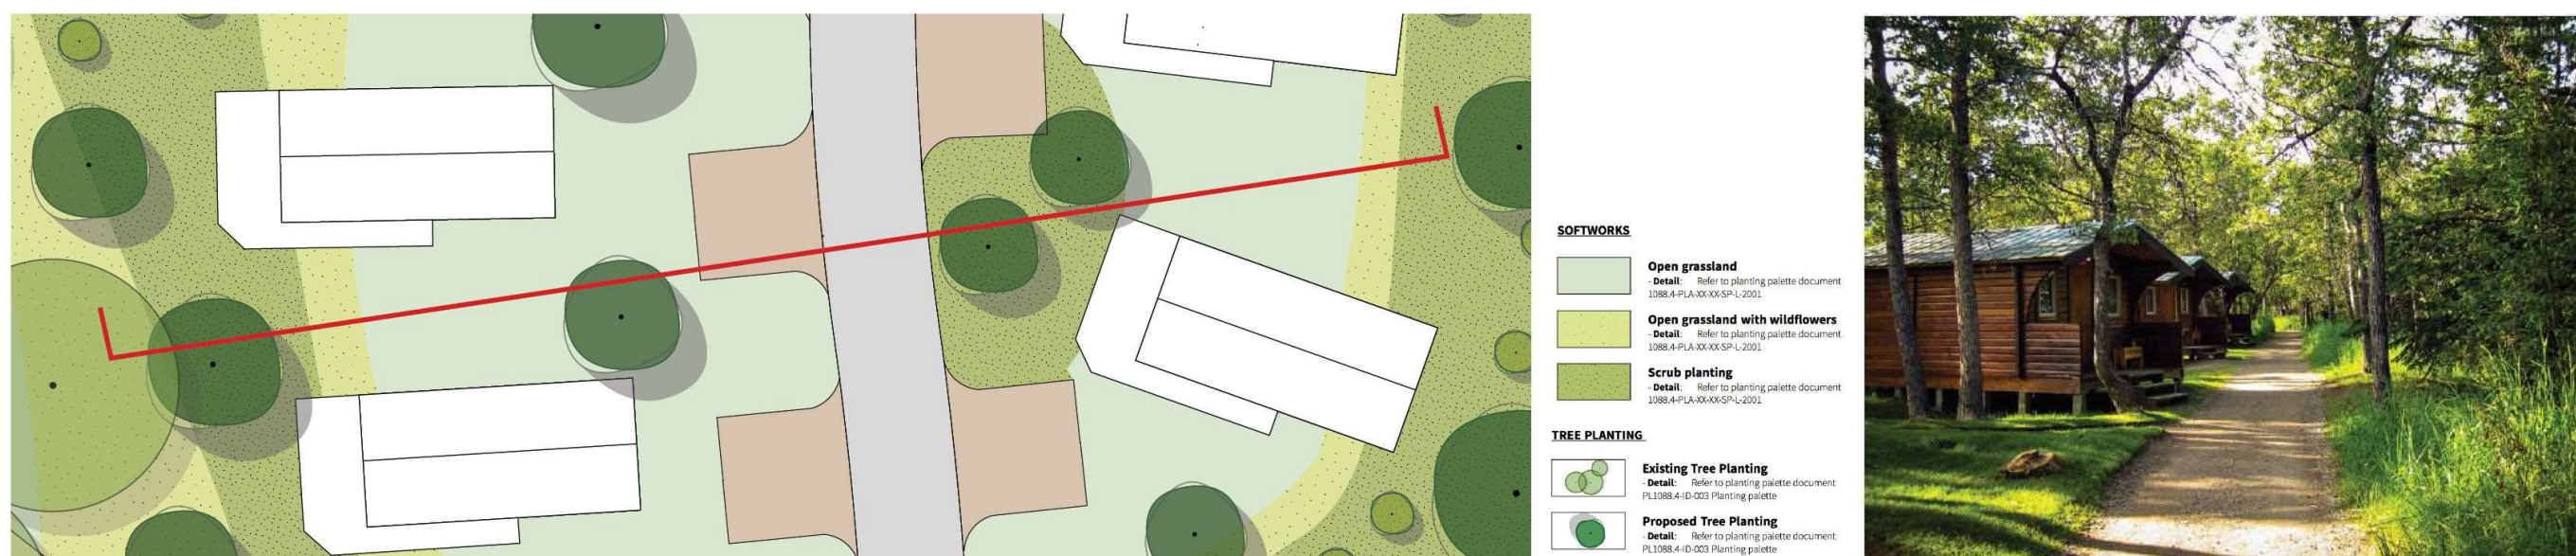 SOFTWORKS
Open grassland
- Detail: Refer to planting palette document
1088.4-PLA-XX-XX-SP-L-2001
Open grassland with wildflowers
- Detail: Refer to planting palette document
1088.4-PLA-XX-XX-SP-L-2001
Scrub planting
- Detail: Refer to planting palette document
1088.4-PLA-XX-XX-SP-L-2001
TREE PLANTING
Existing Tree Planting
- Detail: Refer to planting palette document
PL1088.4-ID-003 Planting palette
Proposed Tree Planting
- Detail: Refer to planting palette document
PL1088.4-ID-003 Planting palette